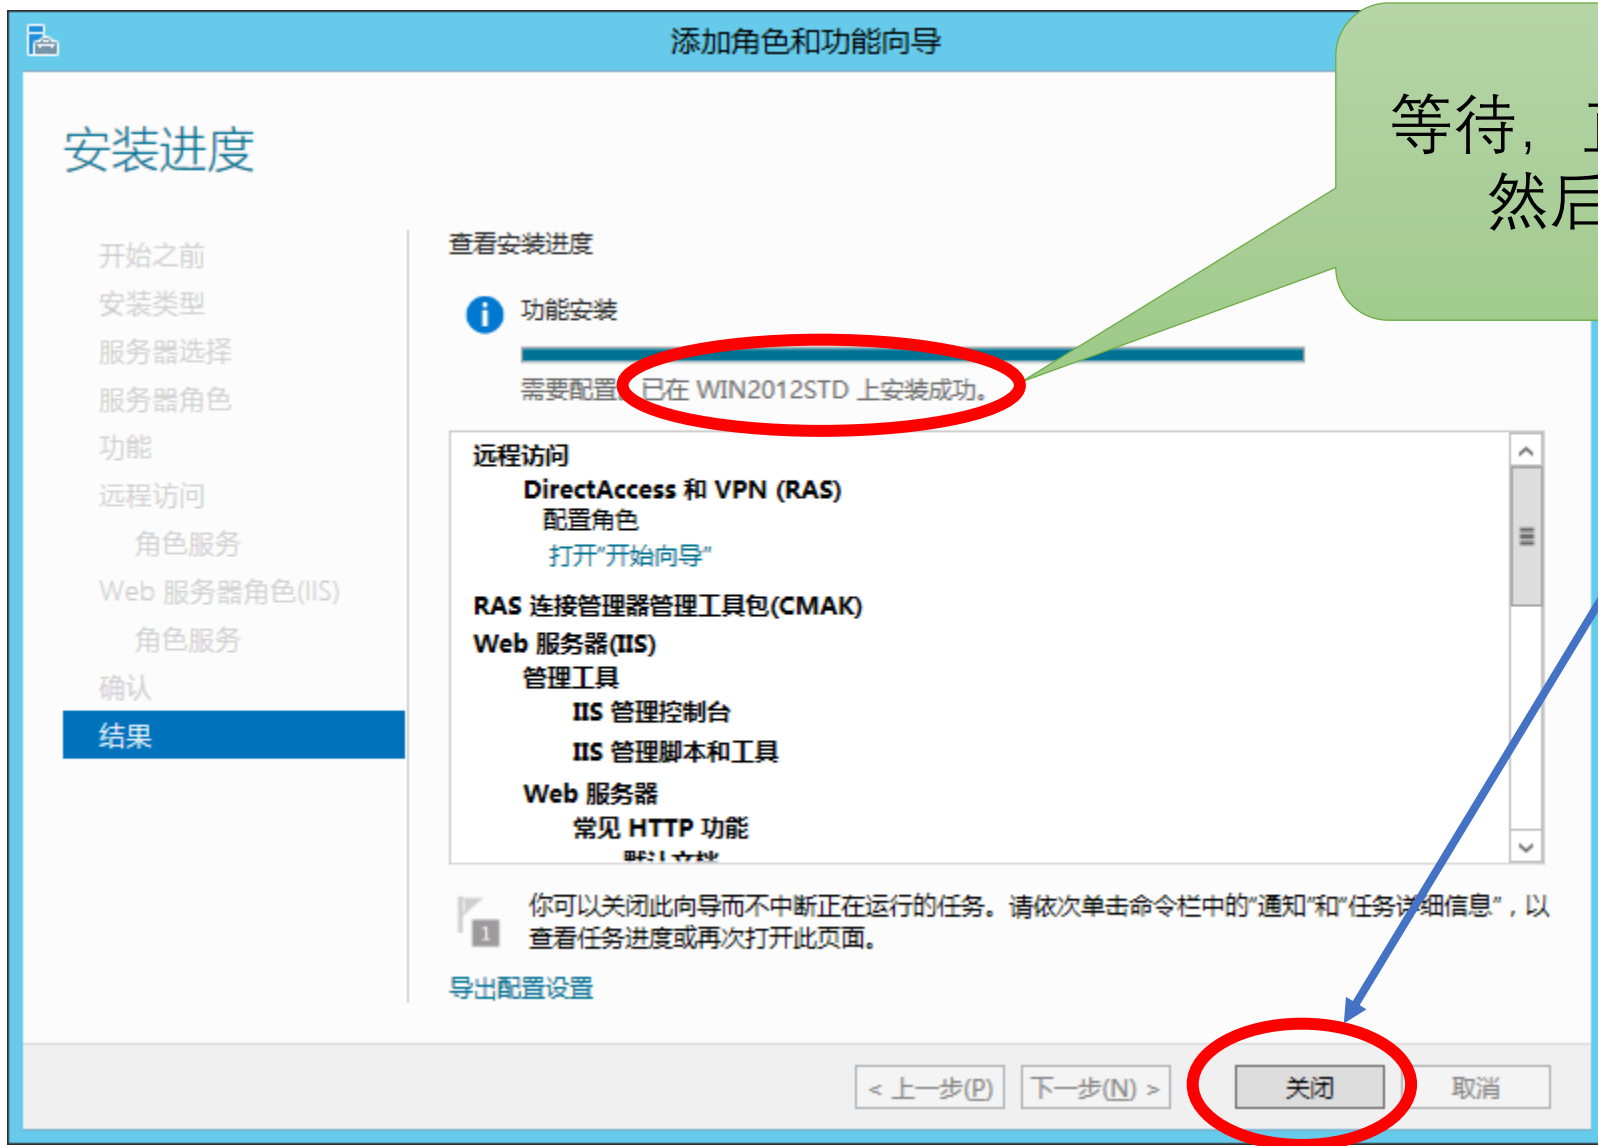 添加角色和功能向导
等待，
然后
安装进度
开始之前
安装类型
服务器选择
服务器角色
功能
远程访问
角色服务
Web 服务器角色(IIS)
角色服务
确认
结果
查看安装进度
功能安装
需要配置。已在 WIN2012STD 上安装成功。
远程访问
DirectAccess 和 VPN (RAS)
配置角色
打开"开始向导"
RAS 连接管理器管理工具包(CMAK)
Web 服务器(IIS)
管理工具
IIS 管理控制台
IIS 管理脚本和工具
Web 服务器
常见 HTTP 功能
默认文档
1
你可以关闭此向导而不中断正在运行的任务。请依次单击命令栏中的"通知"和"任务详细信息"，以
查看任务进度或再次打开此页面。
导出配置设置
< 上一步(P)
下一步(N) >
关闭
取消